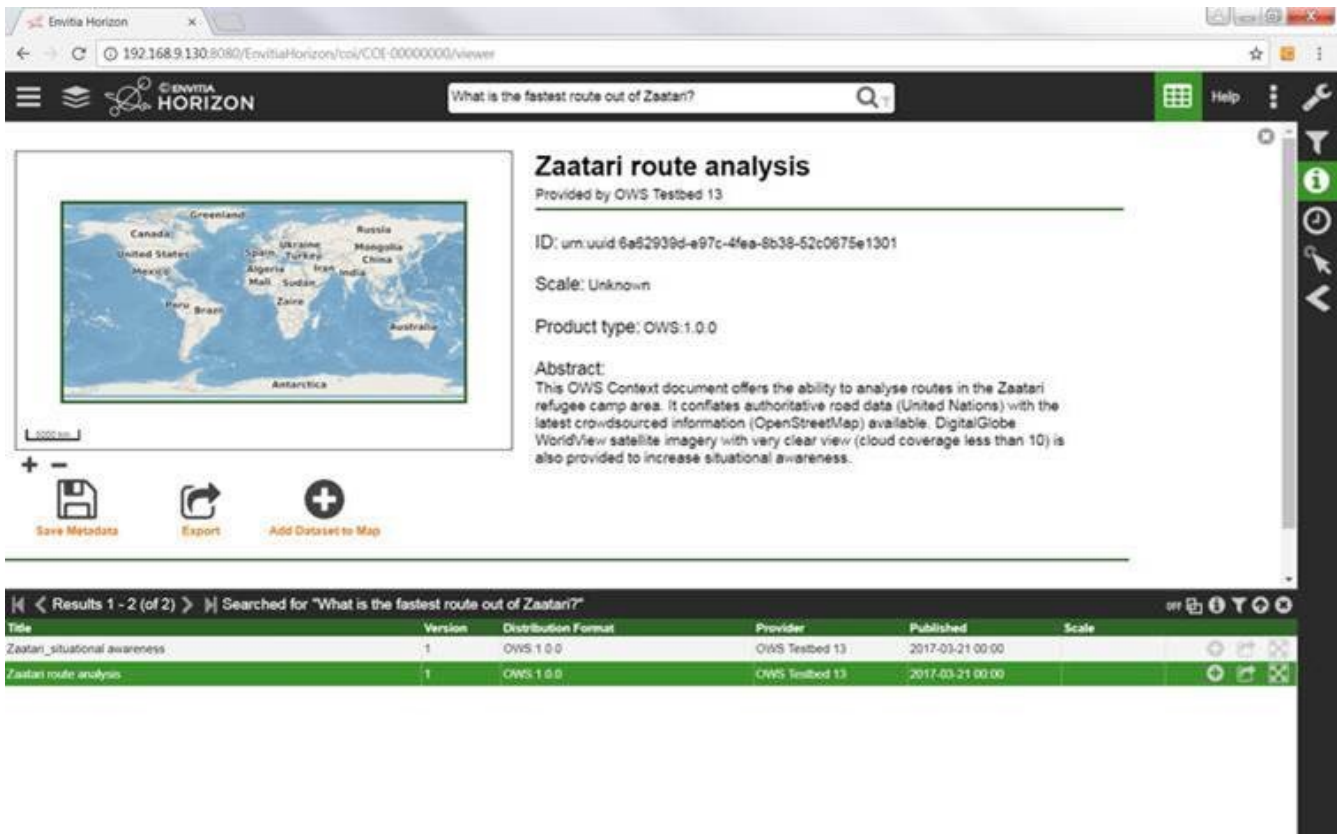 Envitia Horizon
192.168.9.130:8080/EnvitiaHorizon/coi/COI-00000000/viewer
© ENVITIA
HORIZON
What is the fastest route out of Zaatari?
Help
Zaatari route analysis
Provided by OWS Testbed 13
ID: urn:uuid:6a62939d-e97c-4fea-8b38-52c0675e1301
Scale: Unknown
Product type: OWS:1.0.0
Abstract:
This OWS Context document offers the ability to analyse routes in the Zaatari
refugee camp area. It conflates authoritative road data (United Nations) with the
latest crowdsourced information (OpenStreetMap) available. DigitalGlobe
WorldView satellite imagery with very clear view (cloud coverage less than 10) is
also provided to increase situational awareness.
Greenland
Canada
Russia
Ukraine
Mongolia
United States
Spain
Turkey
China
Mexico
Algeria
Iran
India
Mali
Sudan
Peru
Brazil
Zaire
Australia
Antarctica
Save Metadata
Export
Add Dataset to Map
Results 1 - 2 (of 2)
Searched for "What is the fastest route out of Zaatari?"
OFF
Title Version Distribution Format Provider Published Scale
Zaatari_situational awareness 1 OWS:1.0.0 OWS Testbed 13 2017-03-21 00:00
Zaatari route analysis 1 OWS:1.0.0 OWS Testbed 13 2017-03-21 00:00